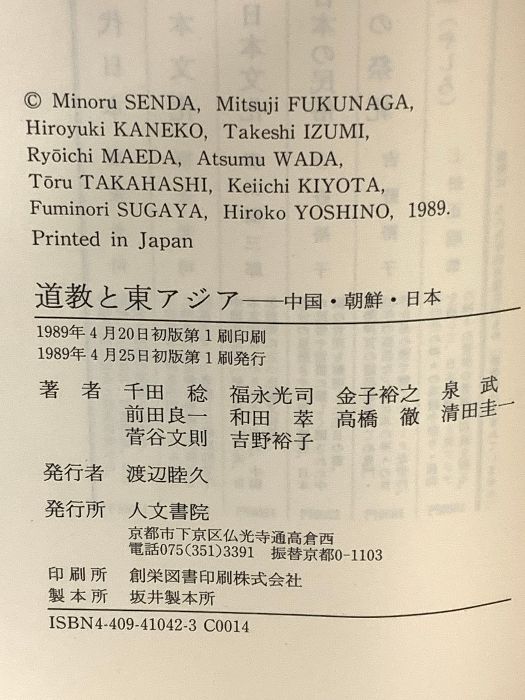 © Minoru SENDA, Mitsuji FUKUNAGA,
Hiroyuki KANEKO, Takeshi IZUMI,
Ryōichi MAEDA, Atsumu WADA,
Tōru TAKAHASHI, Keiichi KIYOTA,
Fuminori SUGAYA, Hiroko YOSHINO, 1989.
Printed in Japan
道教と東アジア——中国・朝鮮・日本
1989年4月20日初版第1刷印刷
1989年4月25日初版第1刷発行
著者 千田 稔 福永光司 金子裕之 泉 武
前田良一 和田 萃 高橋 徹 清田圭一
菅谷文則 吉野裕子
発行者 渡辺睦久
発行所 人文書院
京都市下京区仏光寺通高倉西
電話075(351)3391 振替京都0-1103
印刷所 創栄図書印刷株式会社
製本所 坂井製本所
ISBN4-409-41042-3 C0014